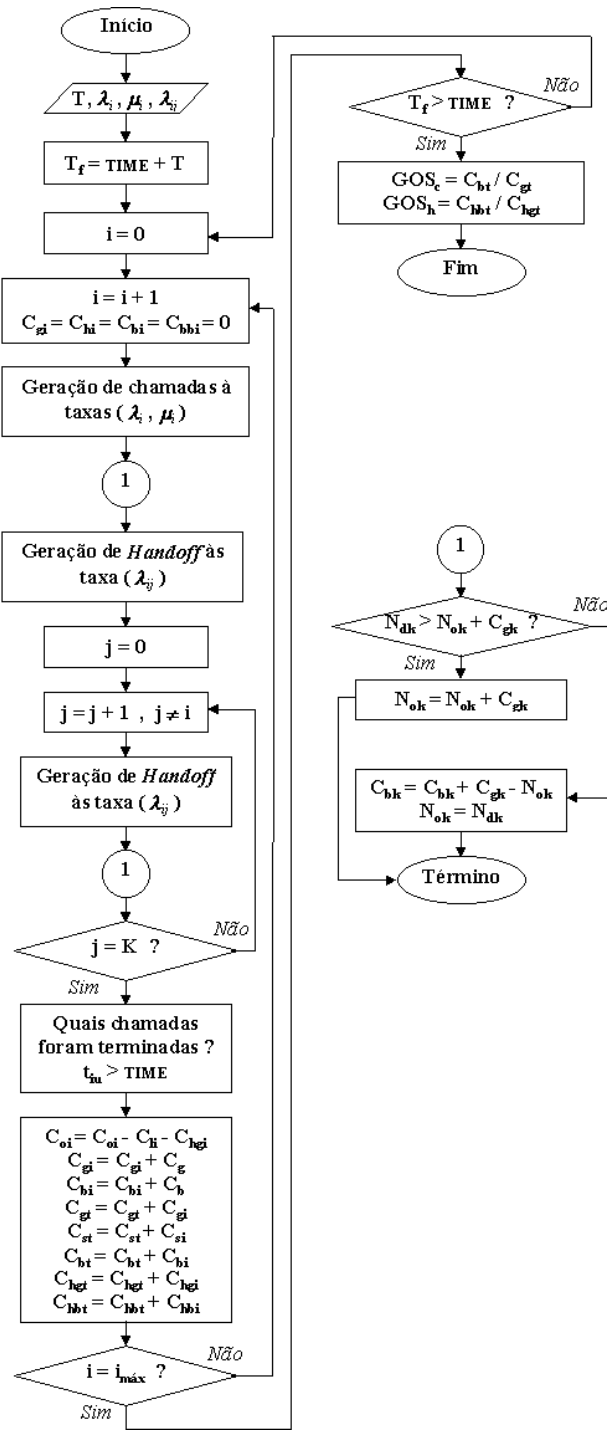 Início
T, λi, μi, λij
Tf = TIME + T
i = 0
i = i + 1
Cgi = Chi = Cbi = Cbbi = 0
Geração de chamadas à
taxas ( λi , μi )
1
Geração de Handoff às
taxa ( λij )
j = 0
j = j + 1 , j ≠ i
Geração de Handoff
às taxa ( λij )
1
j = K ?
Não
Sim
Quais chamadas
foram terminadas ?
tiu > TIME
Coi = Coi - Cli - Chgi
Cgi = Cgi + Cg
Cbi = Cbi + Cb
Cgt = Cgt + Cgi
Cst = Cst + Csi
Cbt = Cbt + Cbi
Chgt = Chgt + Chgi
Chbt = Chbt + Chbi
i = imáx ?
Não
Sim
Tf > TIME ?
Não
Sim
GOSc = Cbt / Cgt
GOSh = Chbt / Chgt
Fim
1
Ndk > Nok + Cgk ?
Não
Sim
Nok = Nok + Cgk
Cbk = Cbk + Cgk - Nok
Nok = Ndk
Término